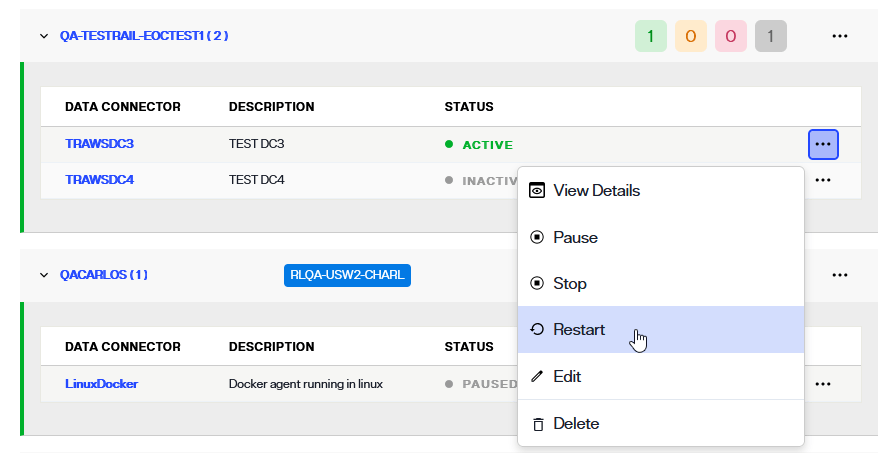 QA-TESTRAIL-EOCTEST1 ( 2 ) 1 0 0 1
DATA CONNECTOR DESCRIPTION STATUS
TRAWSDC3 TEST DC3 ACTIVE
TRAWSDC4 TEST DC4 INACTIV
View Details
Pause
Stop
Restart
Edit
Delete
QACARLOS ( 1 ) RLQA-USW2-CHARL
DATA CONNECTOR DESCRIPTION STATUS
LinuxDocker Docker agent running in linux PAUSED